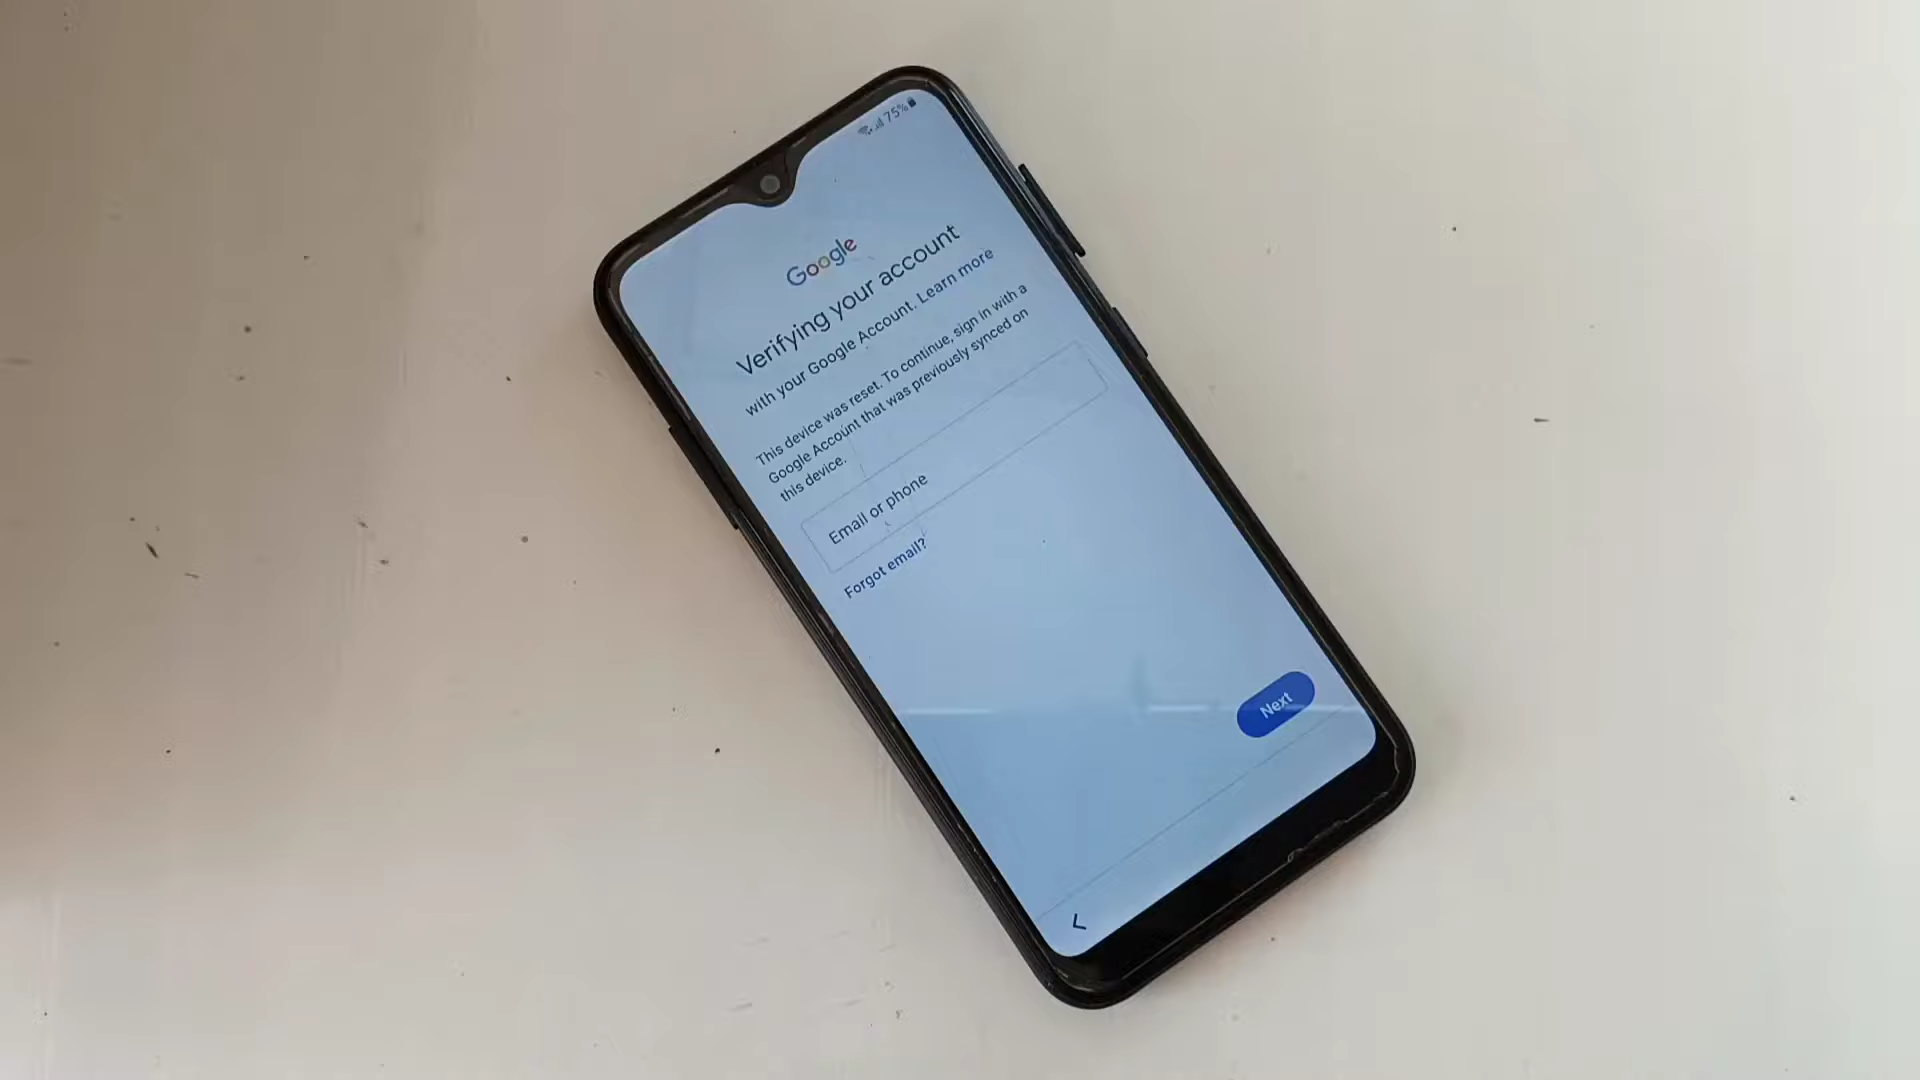 75%
Google
Verifying your account
with your Google Account. Learn more
This device was reset. To continue, sign in with a
Google Account that was previously synced on
this device.
Email or phone
Forgot email?
Next